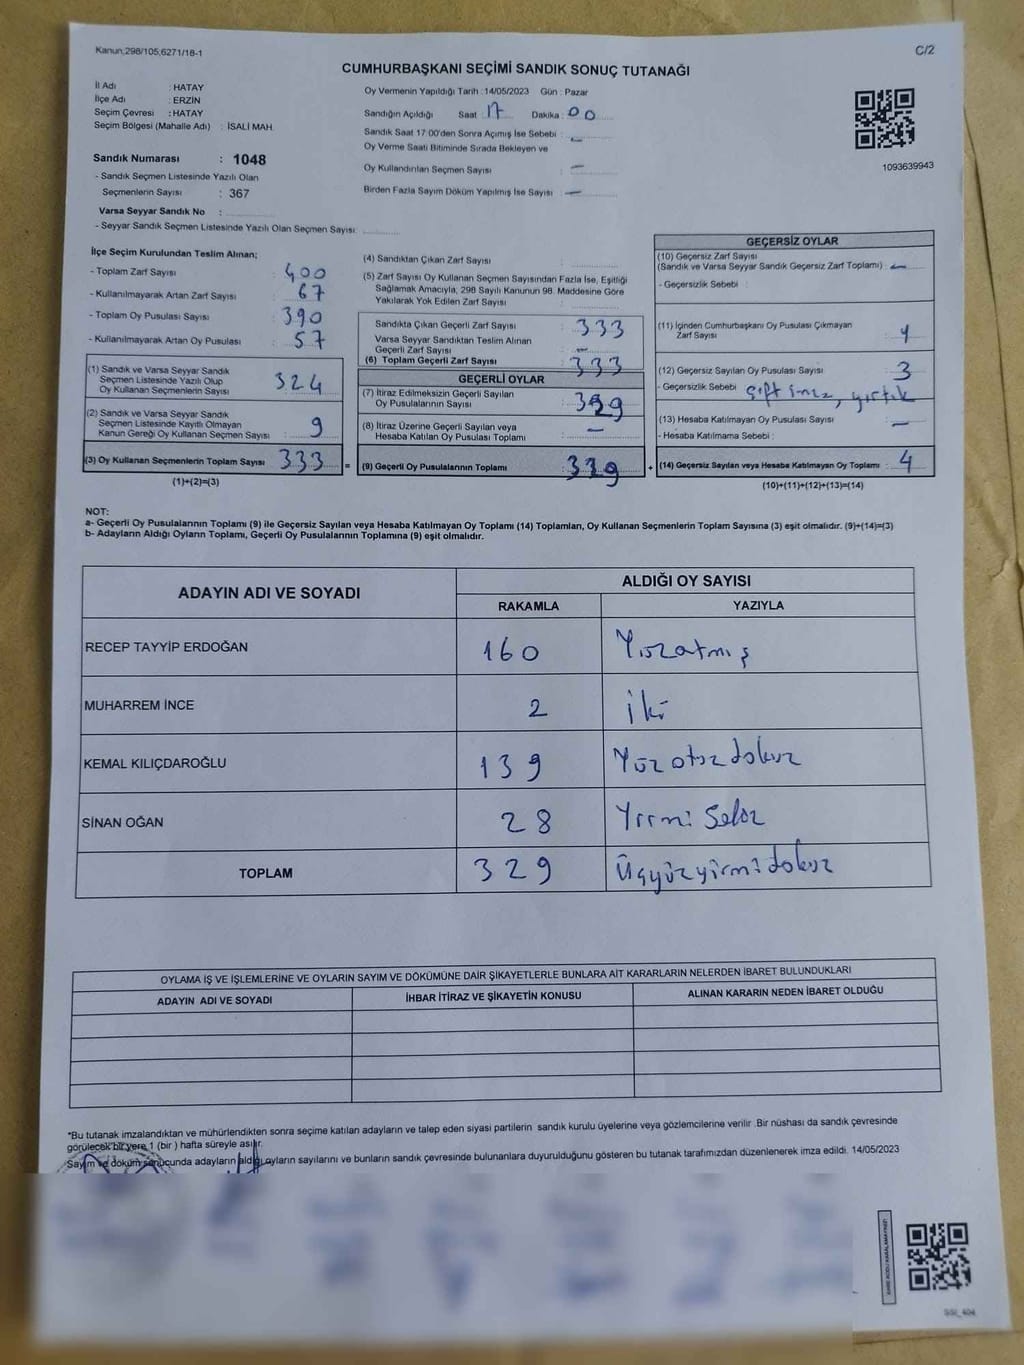 Kanun,298/105,6271/18-1
C/2
CUMHURBAŞKANI SEÇİMİ SANDIK SONUÇ TUTANAĞI
İl Adı : HATAY
İlçe Adı : ERZİN
Seçim Çevresi : HATAY
Seçim Bölgesi (Mahalle Adı) : İSALİ MAH.
Oy Vermenin Yapıldığı Tarih : 14/05/2023 Gün : Pazar
Sandığın Açıldığı Saat : 17 Dakika : 00
Sandık Saat 17:00'den Sonra Açımış İse Sebebi : -
Oy Verme Saati Bitiminde Sırada Bekleyen ve
Oy Kullandırılan Seçmen Sayısı : -
Birden Fazla Sayım Döküm Yapılmış İse Sayısı : -
1093639943
Sandık Numarası : 1048
- Sandık Seçmen Listesinde Yazılı Olan
Seçmenlerin Sayısı : 367
Varsa Seyyar Sandık No :
- Seyyar Sandık Seçmen Listesinde Yazılı Olan Seçmen Sayısı:
İlçe Seçim Kurulundan Teslim Alınan;
- Toplam Zarf Sayısı : 400
- Kullanılmayarak Artan Zarf Sayısı : 67
- Toplam Oy Pusulası Sayısı : 390
- Kullanılmayarak Artan Oy Pusulası : 57
(1) Sandık ve Varsa Seyyar Sandık
Seçmen Listesinde Yazılı Olup
Oy Kullanan Seçmenlerin Sayısı : 324
(2) Sandık ve Varsa Seyyar Sandık
Seçmen Listesinde Kayıtlı Olmayan
Kanun Gereği Oy Kullanan Seçmen Sayısı : 9
(3) Oy Kullanan Seçmenlerin Toplam Sayısı : 333 =
(1)+(2)=(3)
(4) Sandıktan Çıkan Zarf Sayısı :
(5) Zarf Sayısı Oy Kullanan Seçmen Sayısından Fazla İse, Eşitliği
Sağlamak Amacıyla, 298 Sayılı Kanunun 98. Maddesine Göre
Yakılarak Yok Edilen Zarf Sayısı :
Sandıkta Çıkan Geçerli Zarf Sayısı : 333
Varsa Seyyar Sandıktan Teslim Alınan
Geçerli Zarf Sayısı : -
(6) Toplam Geçerli Zarf Sayısı : 333
GEÇERLİ OYLAR
(7) İtiraz Edilmeksizin Geçerli Sayılan
Oy Pusulasının Sayısı : 329
(8) İtiraz Üzerine Geçerli Sayılan veya
Hesaba Katılan Oy Pusulası Toplamı : -
(9) Geçerli Oy Pusulalarının Toplamı : 329 +
GEÇERSİZ OYLAR
(10) Geçersiz Zarf Sayısı
(Sandık ve Varsa Seyyar Sandık Geçersiz Zarf Toplamı) : -
- Geçersizlik Sebebi :
(11) İçinden Cumhurbaşkanı Oy Pusulası Çıkmayan
Zarf Sayısı : 1
(12) Geçersiz Sayılan Oy Pusulası Sayısı : 3
- Geçersizlik Sebebi : çift imza, yırtık
(13) Hesaba Katılmayan Oy Pusulası Sayısı : -
- Hesaba Katılmama Sebebi :
(14) Geçersiz Sayılan veya Hesaba Katılmayan Oy Toplamı : 4
(10)+(11)+(12)+(13)=(14)
NOT:
a- Geçerli Oy Pusulalarının Toplamı (9) ile Geçersiz Sayılan veya Hesaba Katılmayan Oy Toplamı (14) Toplamları, Oy Kullanan Seçmenlerin Toplam Sayısına (3) eşit olmalıdır. (9)+(14)=(3)
b- Adayların Aldığı Oyların Toplamı, Geçerli Oy Pusulalarının Toplamına (9) eşit olmalıdır.
ADAYIN ADI VE SOYADI ALDIĞI OY SAYISI
RAKAMLA YAZIYLA
RECEP TAYYİP ERDOĞAN 160 Yüzatmış
MUHARREM İNCE 2 iki
KEMAL KILIÇDAROĞLU 139 Yüz otuz dokuz
SİNAN OĞAN 28 Yirmi Sekiz
TOPLAM 329 Üçyüzyirmidokuz
OYLAMA İŞ VE İŞLEMLERİNE VE OYLARIN SAYIM VE DÖKÜMÜNE DAİR ŞİKAYETLERLE BUNLARA AİT KARARLARIN NELERDEN İBARET BULUNDUKLARI
ADAYIN ADI VE SOYADI İHBAR İTİRAZ VE ŞİKAYETİN KONUSU ALINAN KARARIN NEDEN İBARET OLDUĞU
*Bu tutanak imzalandıktan ve mühürlendikten sonra seçime katılan adayların ve talep eden siyasi partilerin sandık kurulu üyelerine veya gözlemcilerine verilir .Bir nüshası da sandık çevresinde
görülecek bir yere 1 (bir ) hafta süreyle asılır.
Sayım ve döküm sonucunda adayların aldığı oyların sayılarını ve bunların sandık çevresinde bulunanlara duyurulduğunu gösteren bu tutanak tarafımızdan düzenlenerek imza edildi. 14/05/2023